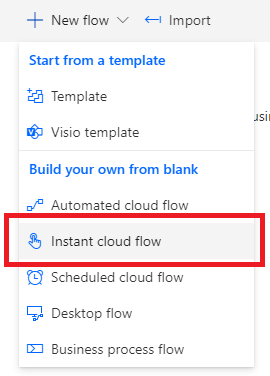 New flow Import
Start from a template
Template
Visio template
Build your own from blank
Automated cloud flow
Instant cloud flow
Scheduled cloud flow
Desktop flow
Business process flow